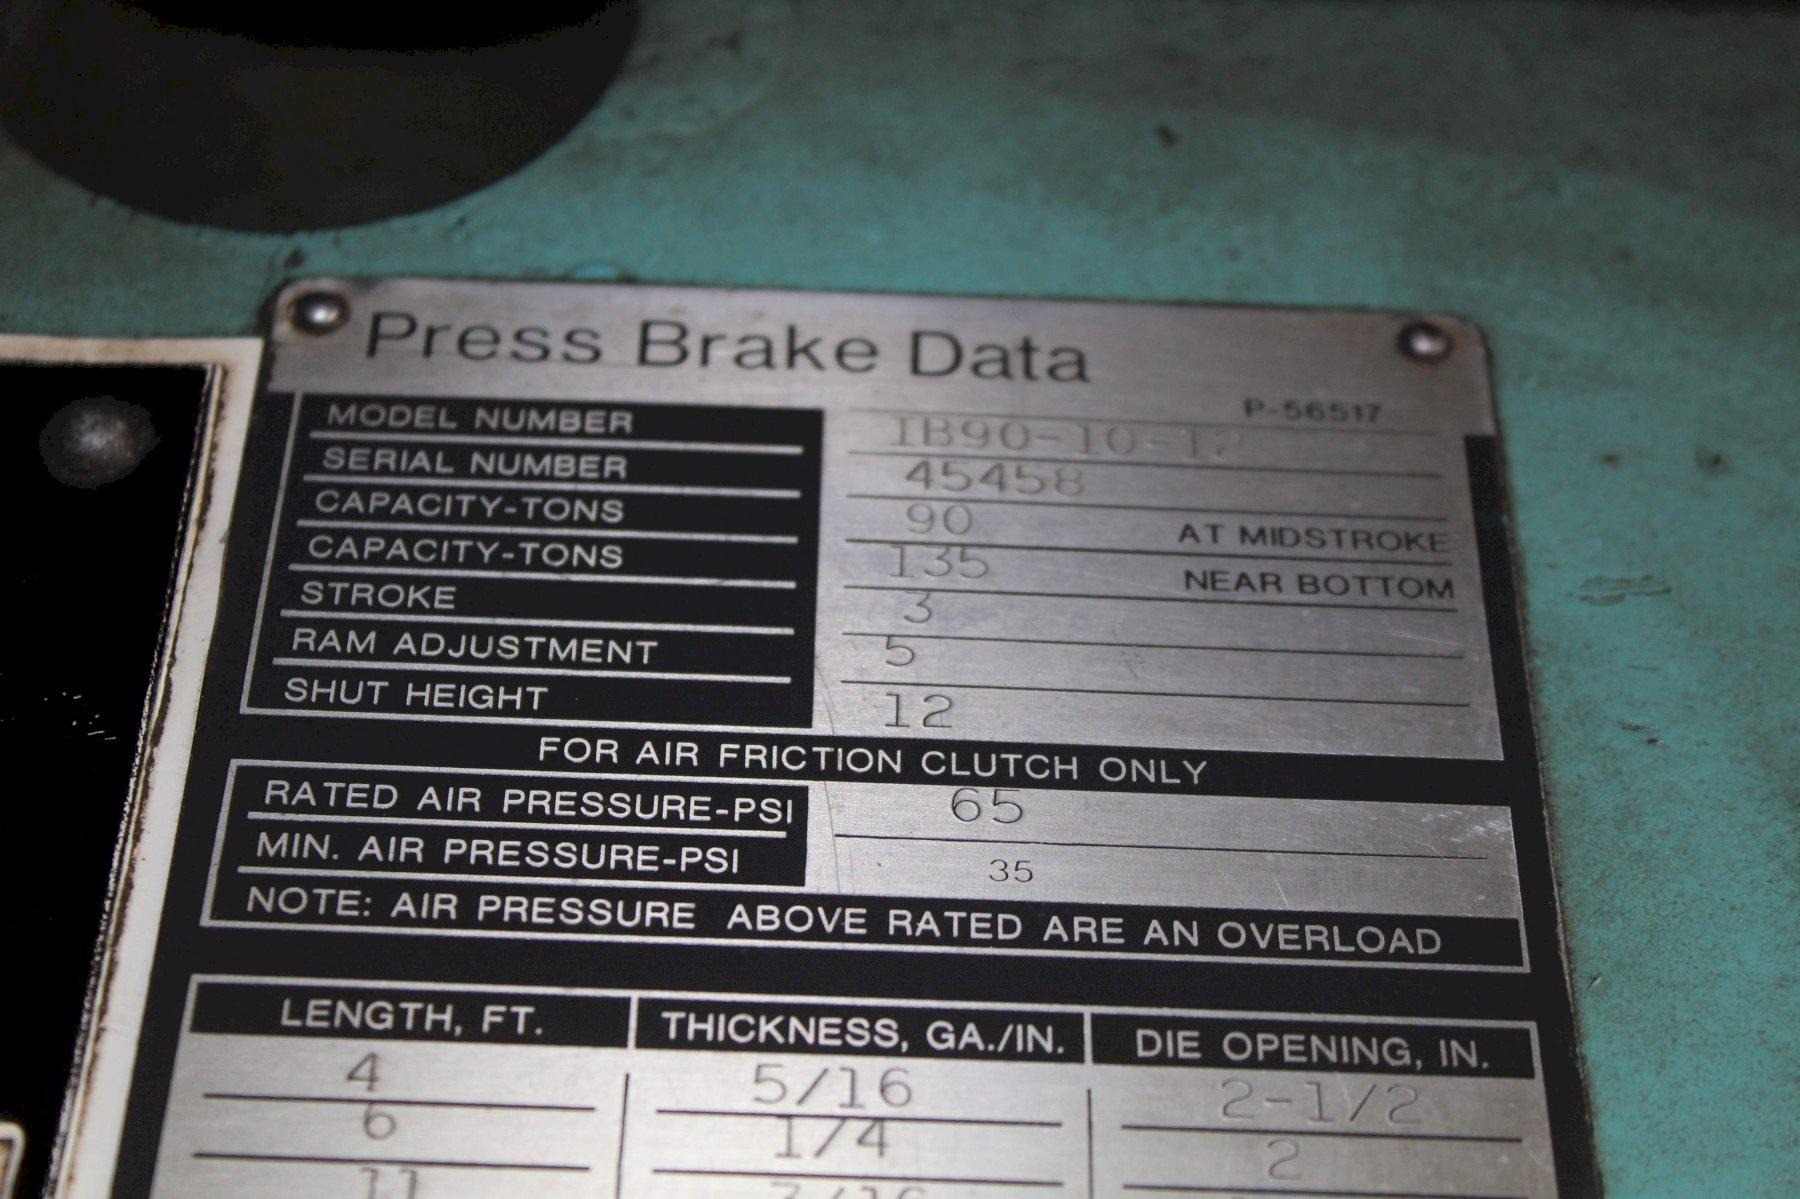 Press Brake Data
P-56517
MODEL NUMBER IB90-10-12
SERIAL NUMBER 45458
CAPACITY-TONS 90 AT MIDSTROKE
CAPACITY-TONS 135 NEAR BOTTOM
STROKE 3
RAM ADJUSTMENT 5
SHUT HEIGHT 12
FOR AIR FRICTION CLUTCH ONLY
RATED AIR PRESSURE-PSI 65
MIN. AIR PRESSURE-PSI 35
NOTE: AIR PRESSURE ABOVE RATED ARE AN OVERLOAD
LENGTH, FT. THICKNESS, GA./IN. DIE OPENING, IN.
4 5/16 2-1/2
6 1/4 2
11 3/16